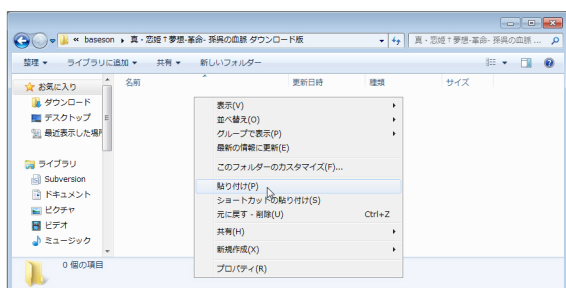 « baseson ▸ 真・恋姫†夢想-革命- 孫呉の血脈 ダウンロード版
真・恋姫†夢想-革命- 孫呉の血脈 ...
整理 ▼ ライブラリに追加 ▼ 共有 ▼ 新しいフォルダー
お気に入り
ダウンロード
デスクトップ
最近表示した場所
ライブラリ
Subversion
ドキュメント
ピクチャ
ビデオ
ミュージック
名前 更新日時 種類 サイズ
表示(V)
並べ替え(O)
グループで表示(P)
最新の情報に更新(E)
このフォルダーのカスタマイズ(F)...
貼り付け(P)
ショートカットの貼り付け(S)
元に戻す - 削除(U) Ctrl+Z
共有(H)
新規作成(X)
プロパティ(R)
0 個の項目